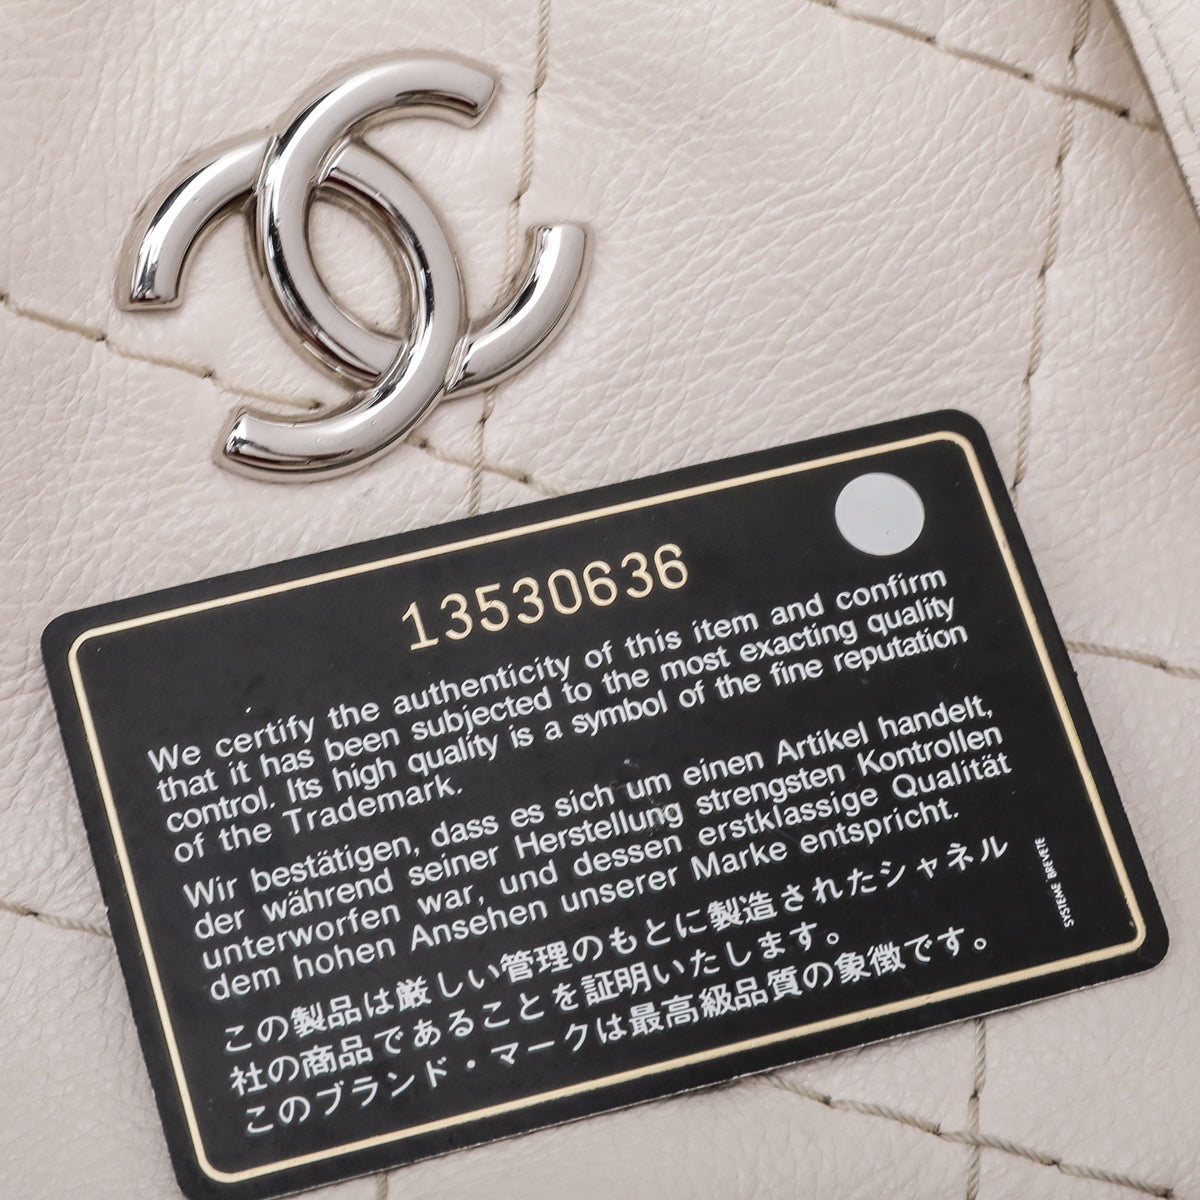 13530636
We certify the authenticity of this item and confirm
that it has been subjected to the most exacting quality
control. Its high quality is a symbol of the fine reputation
of the Trademark.
Wir bestätigen, dass es sich um einen Artikel handelt,
der während seiner Herstellung strengsten Kontrollen
unterworfen war, und dessen erstklassige Qualität
dem hohen Ansehen unserer Marke entspricht.
この製品は厳しい管理のもとに製造されたシャネル
社の商品であることを証明いたします。
このブランド・マークは最高級品質の象徴です。
SYSTEME BREVETE